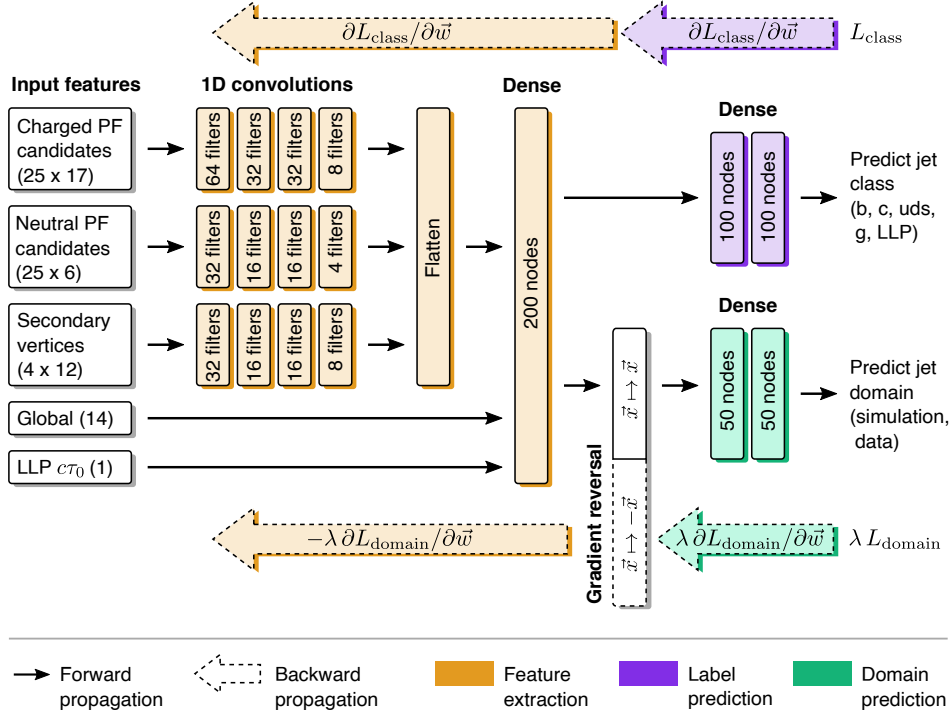 ∂L_class/∂w⃗
∂L_class/∂w⃗
L_class
Input features
1D convolutions
Dense
Dense
Charged PF
candidates
(25 x 17)
64 filters
32 filters
32 filters
8 filters
Flatten
200 nodes
100 nodes
100 nodes
Predict jet
class
(b, c, uds,
g, LLP)
Neutral PF
candidates
(25 x 6)
32 filters
16 filters
16 filters
4 filters
Secondary
vertices
(4 x 12)
32 filters
16 filters
16 filters
8 filters
x⃗ ↦ x⃗
Dense
50 nodes
50 nodes
Predict jet
domain
(simulation,
data)
Global (14)
LLP cτ₀ (1)
Gradient reversal
x⃗ ↦ −x⃗
−λ ∂L_domain/∂w⃗
λ ∂L_domain/∂w⃗
λ L_domain
Forward
propagation
Backward
propagation
Feature
extraction
Label
prediction
Domain
prediction